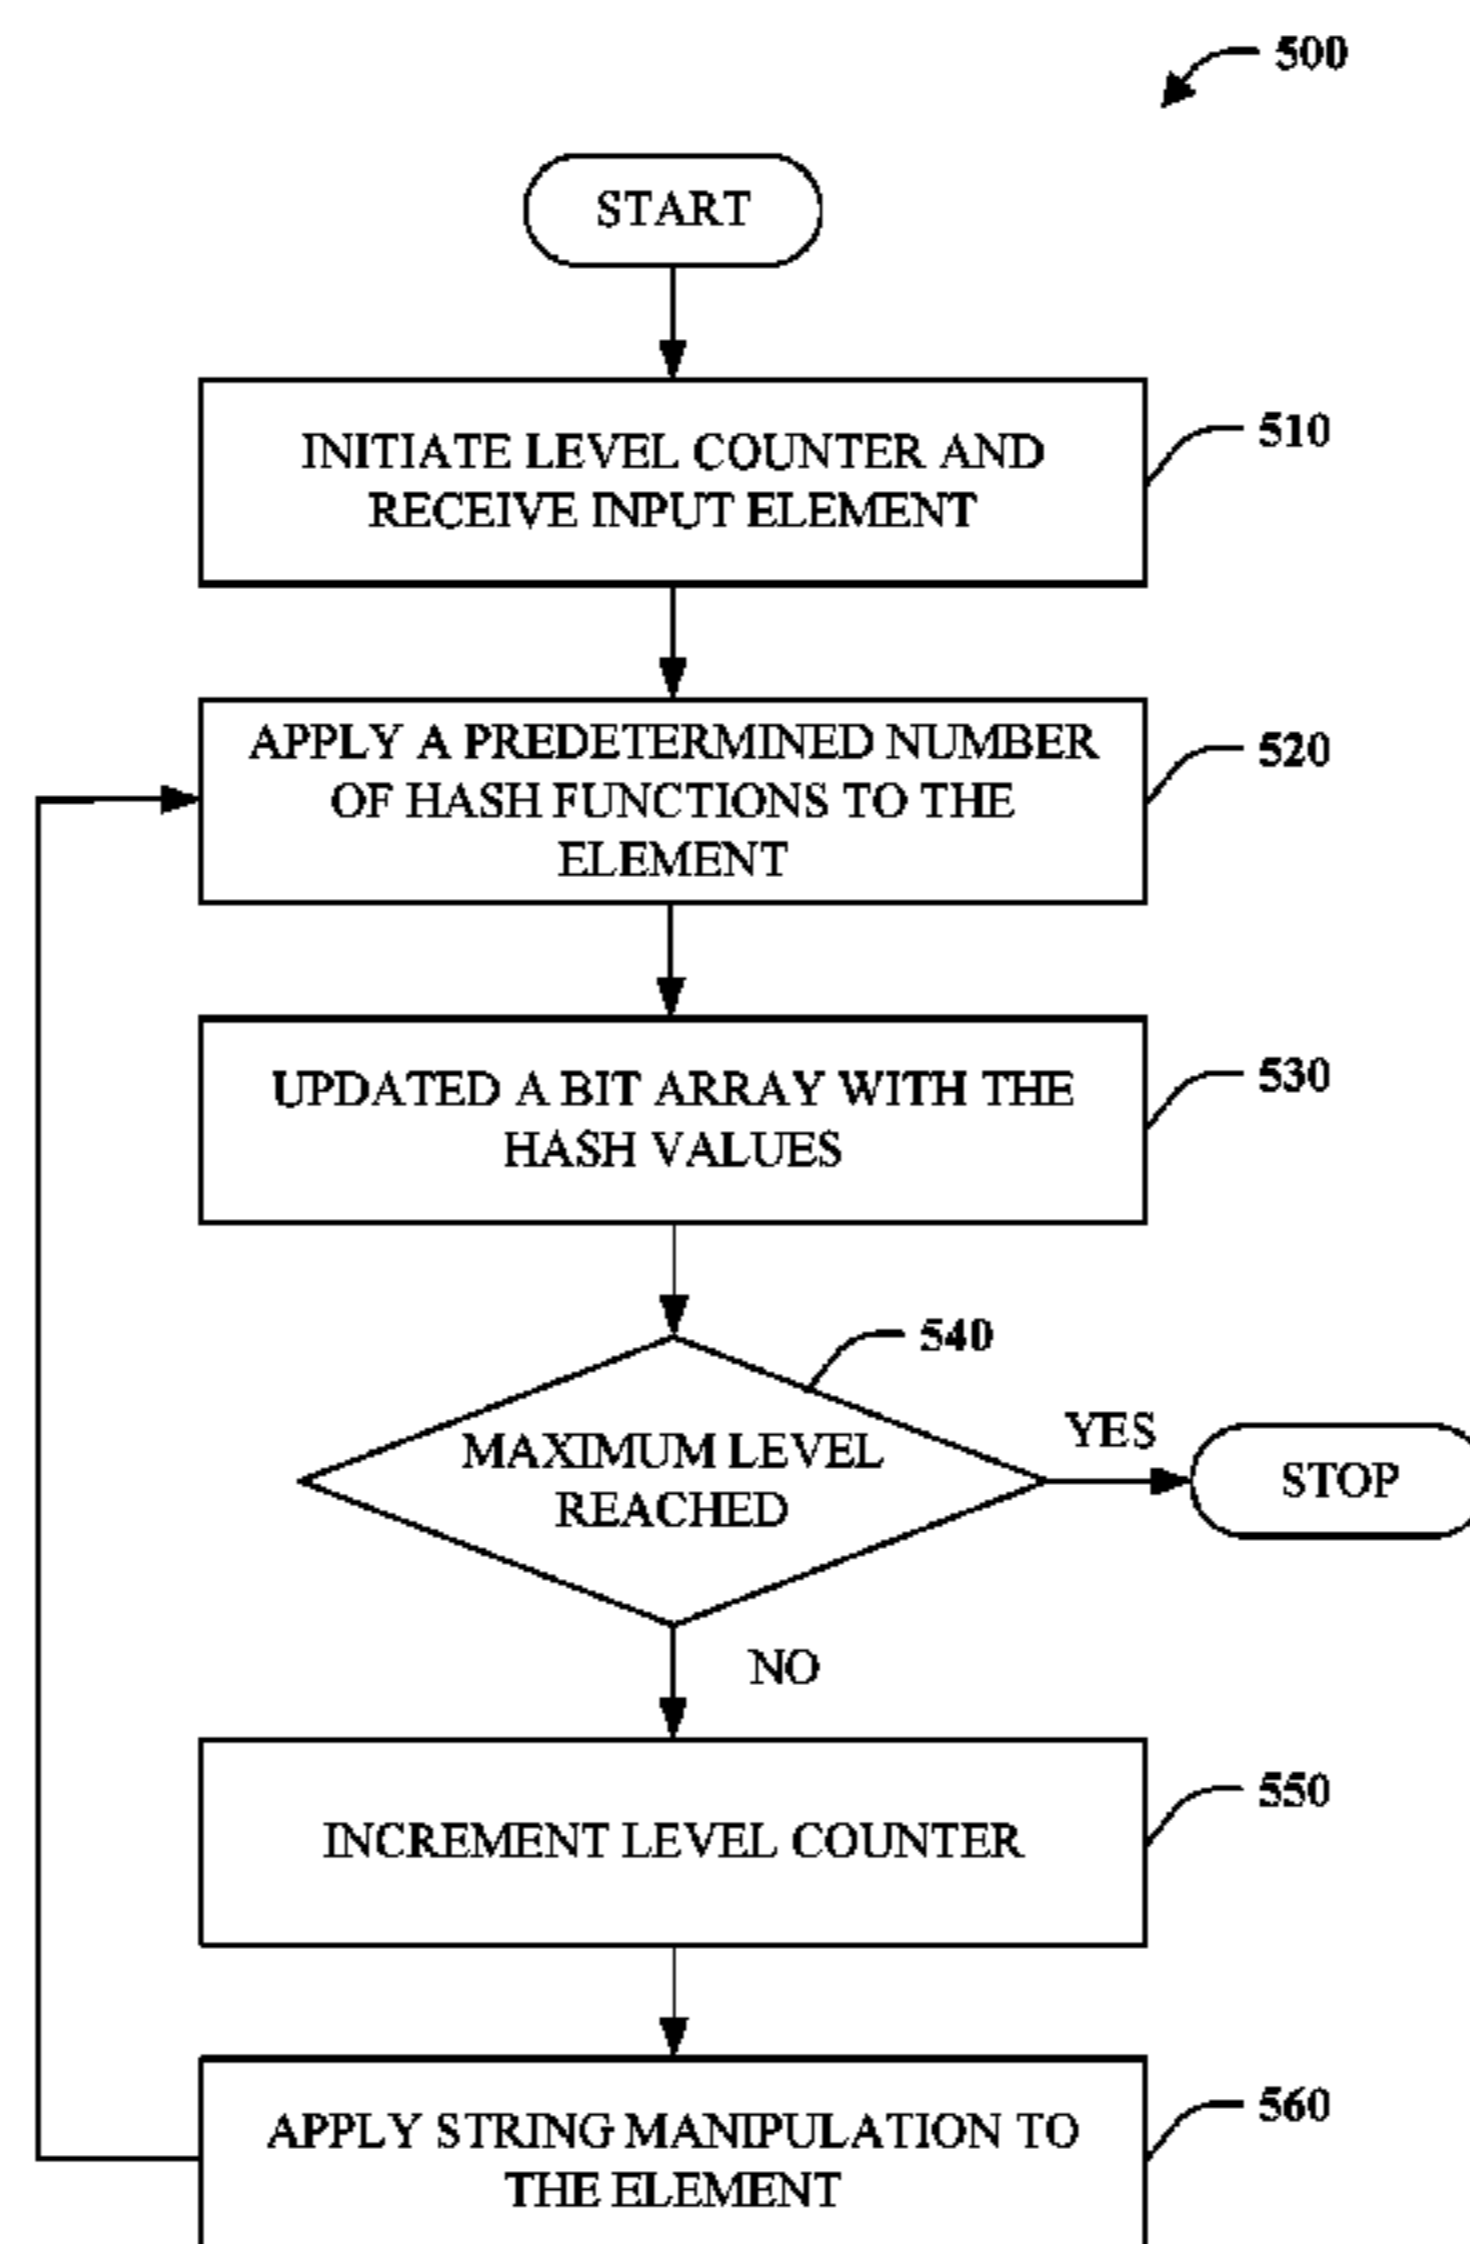 500
START
INITIATE LEVEL COUNTER AND
RECEIVE INPUT ELEMENT
510
APPLY A PREDETERMINED NUMBER
OF HASH FUNCTIONS TO THE
ELEMENT
520
UPDATED A BIT ARRAY WITH THE
HASH VALUES
530
540
MAXIMUM LEVEL
REACHED
YES
STOP
NO
INCREMENT LEVEL COUNTER
550
APPLY STRING MANIPULATION TO
THE ELEMENT
560